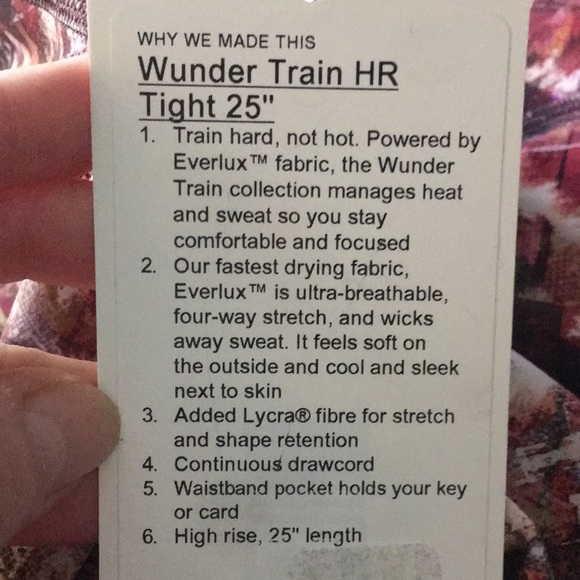 WHY WE MADE THIS
Wunder Train HR
Tight 25"
1. Train hard, not hot. Powered by
Everlux™ fabric, the Wunder
Train collection manages heat
and sweat so you stay
comfortable and focused
2. Our fastest drying fabric,
Everlux™ is ultra-breathable,
four-way stretch, and wicks
away sweat. It feels soft on
the outside and cool and sleek
next to skin
3. Added Lycra® fibre for stretch
and shape retention
4. Continuous drawcord
5. Waistband pocket holds your key
or card
6. High rise, 25" length